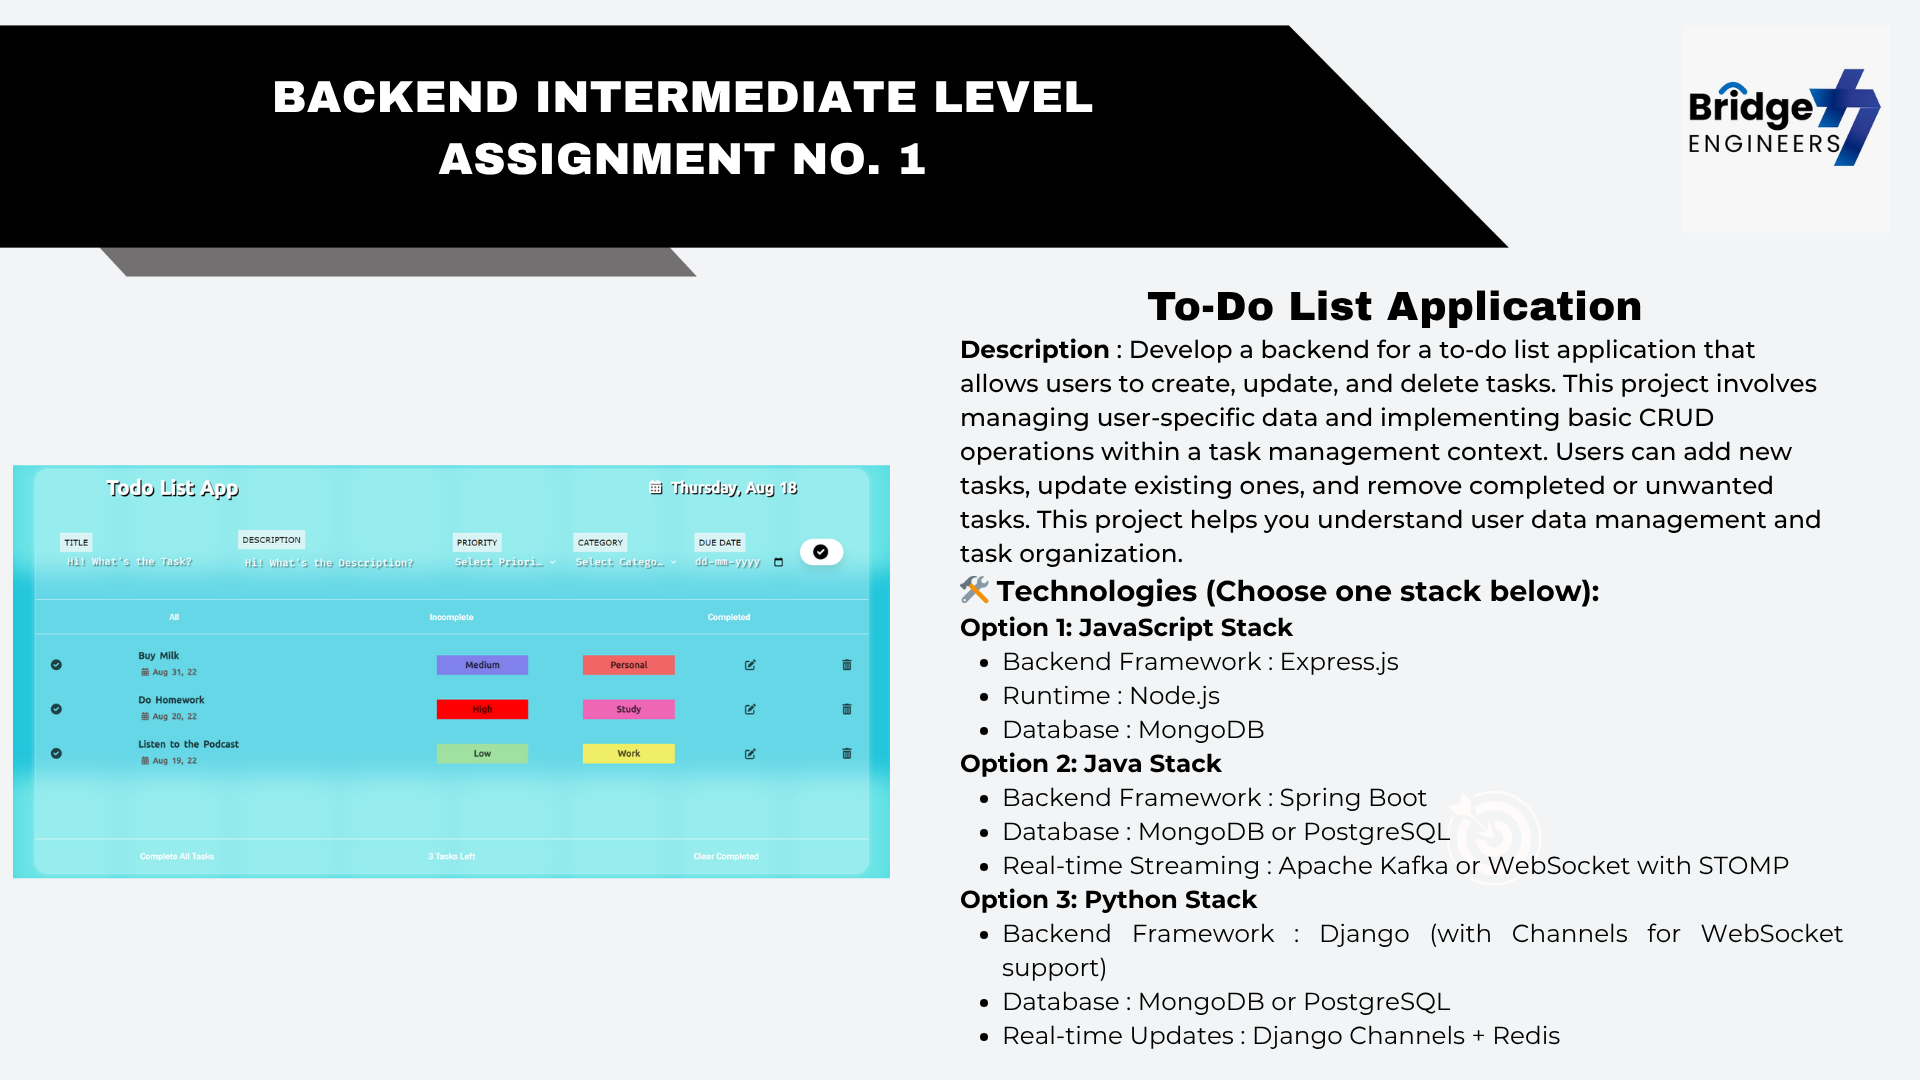 BACKEND INTERMEDIATE LEVEL
ASSIGNMENT NO. 1
Bridge
ENGINEERS
To-Do List Application
Description : Develop a backend for a to-do list application that
allows users to create, update, and delete tasks. This project involves
managing user-specific data and implementing basic CRUD
operations within a task management context. Users can add new
tasks, update existing ones, and remove completed or unwanted
tasks. This project helps you understand user data management and
task organization.
🛠 Technologies (Choose one stack below):
Option 1: JavaScript Stack
• Backend Framework : Express.js
• Runtime : Node.js
• Database : MongoDB
Option 2: Java Stack
• Backend Framework : Spring Boot
• Database : MongoDB or PostgreSQL
• Real-time Streaming : Apache Kafka or WebSocket with STOMP
Option 3: Python Stack
• Backend Framework : Django (with Channels for WebSocket
support)
• Database : MongoDB or PostgreSQL
• Real-time Updates : Django Channels + Redis
Todo List App Thursday, Aug 18
TITLE DESCRIPTION PRIORITY CATEGORY DUE DATE
Hi! What's the Task? Hi! What's the Description? Select Priori… Select Catego… dd-mm-yyyy
All Incomplete Completed
Buy Milk Medium Personal
Aug 31, 22
Do Homework High Study
Aug 20, 22
Listen to the Podcast Low Work
Aug 19, 22
Complete All Tasks 3 Tasks Left Clear Completed